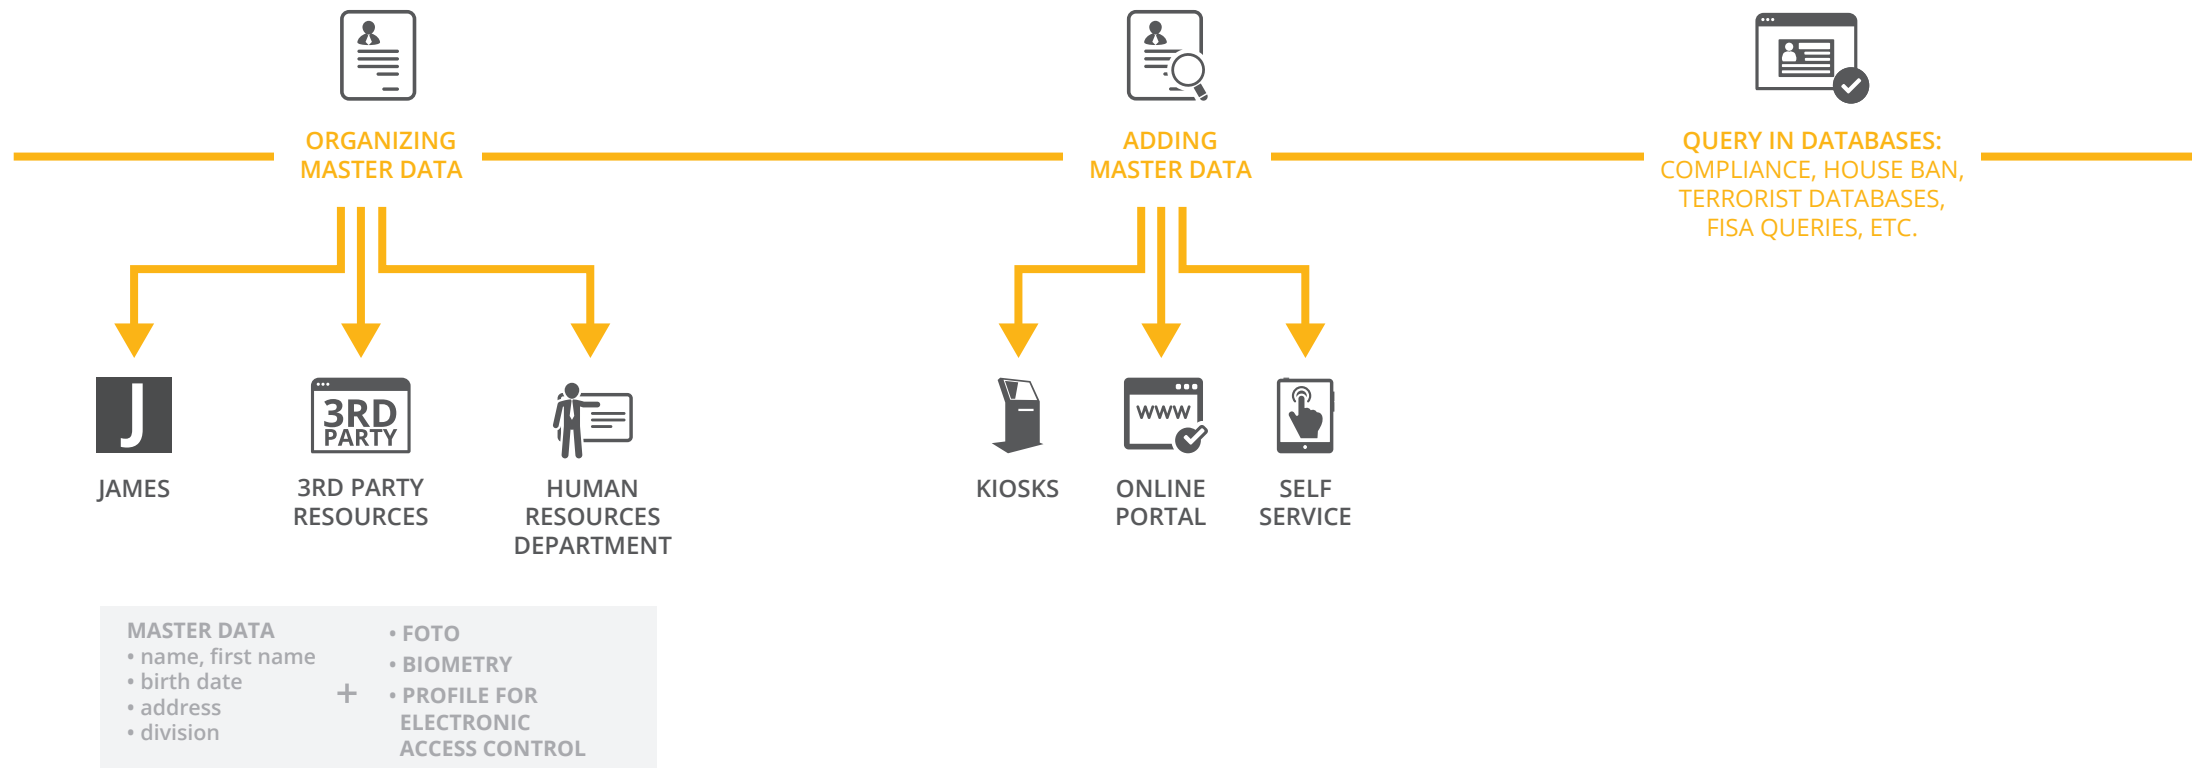 ORGANIZING
MASTER DATA
ADDING
MASTER DATA
QUERY IN DATABASES:
COMPLIANCE, HOUSE BAN,
TERRORIST DATABASES,
FISA QUERIES, ETC.
J
3RD
PARTY
WWW
JAMES
3RD PARTY
RESOURCES
HUMAN
RESOURCES
DEPARTMENT
KIOSKS
ONLINE
PORTAL
SELF
SERVICE
MASTER DATA
• name, first name
• birth date
• address
• division
+
• FOTO
• BIOMETRY
• PROFILE FOR
ELECTRONIC
ACCESS CONTROL